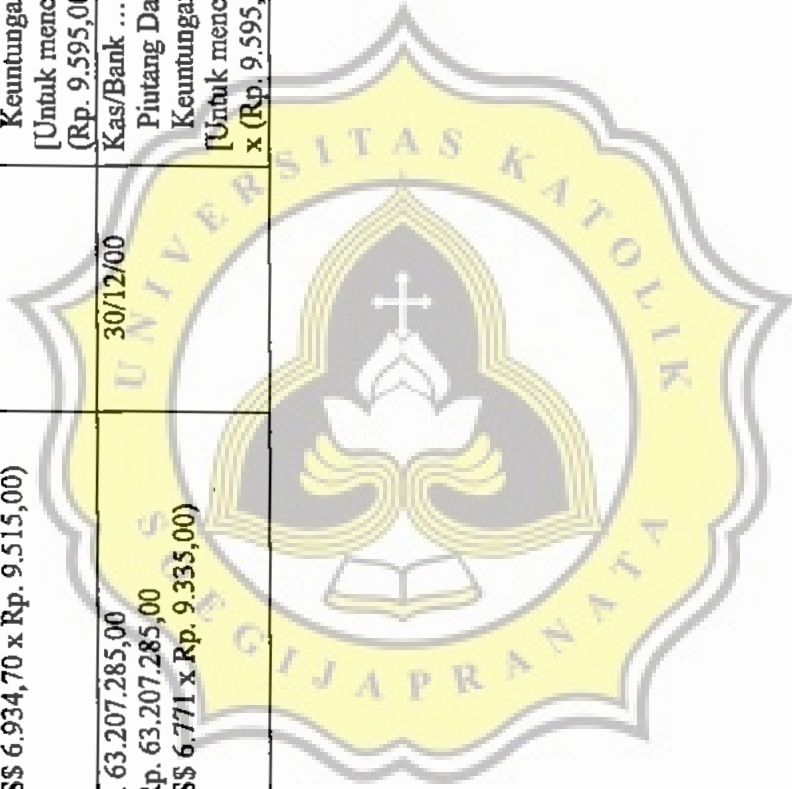 S$ 6.934,70 x Rp. 9.515,00)
63.207.285,00
p. 63.207.285,00
S$ 6.771 x Rp. 9.335,00)
30/12/00
Keuntunga
[Untuk menc
(Rp. 9.595,0
Kas/Bank ...
Piutang Da
Keuntunga
[Untuk menc
x (Rp. 9.595,
UNIVERSITAS KATOLIK
SOEGIJAPRANATA